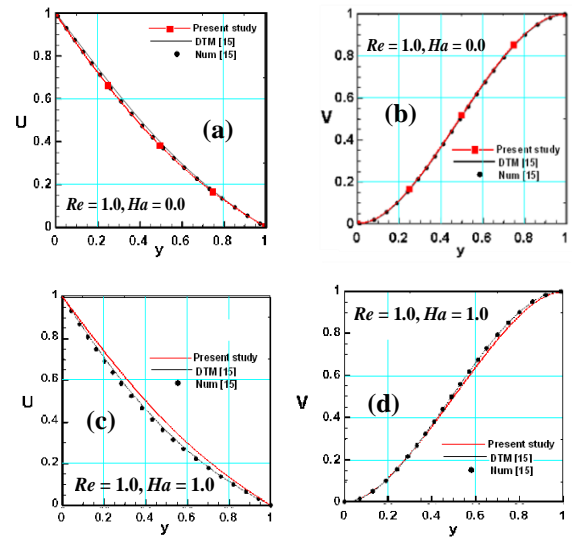 1
0.8
0.6
0.4
0.2
0
U
Present study
DTM [15]
Num [15]
(a)
Re = 1.0, Ha = 0.0
0 0.2 0.4 0.6 0.8 1
y
1
0.8
0.6
0.4
0.2
0
V
Re = 1.0, Ha = 0.0
(b)
Present study
DTM [15]
Num [15]
0 0.2 0.4 0.6 0.8 1
y
1
0.8
0.6
0.4
0.2
0
U
Present study
DTM [15]
Num [15]
(c)
Re = 1.0, Ha = 1.0
0 0.2 0.4 0.6 0.8 1
y
1
0.8
0.6
0.4
0.2
0
V
Re = 1.0, Ha = 1.0
(d)
Present study
DTM [15]
Num [15]
0 0.2 0.4 0.6 0.8 1
y